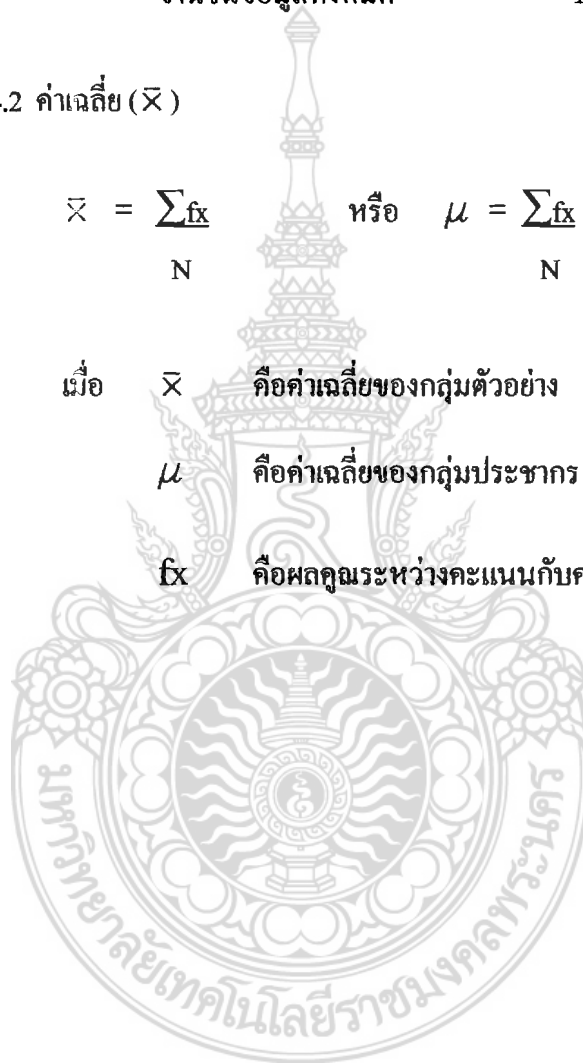 .2 ค่าเฉลี่ย (x̄)
x̄ = ∑fx หรือ μ = ∑fx
N N
เมื่อ x̄ คือค่าเฉลี่ยของกลุ่มตัวอย่าง
μ คือค่าเฉลี่ยของกลุ่มประชากร
fx คือผลคูณระหว่างคะแนนกับ
มหาวิทยาลัยเทคโนโลยีราชมงคลพระนคร